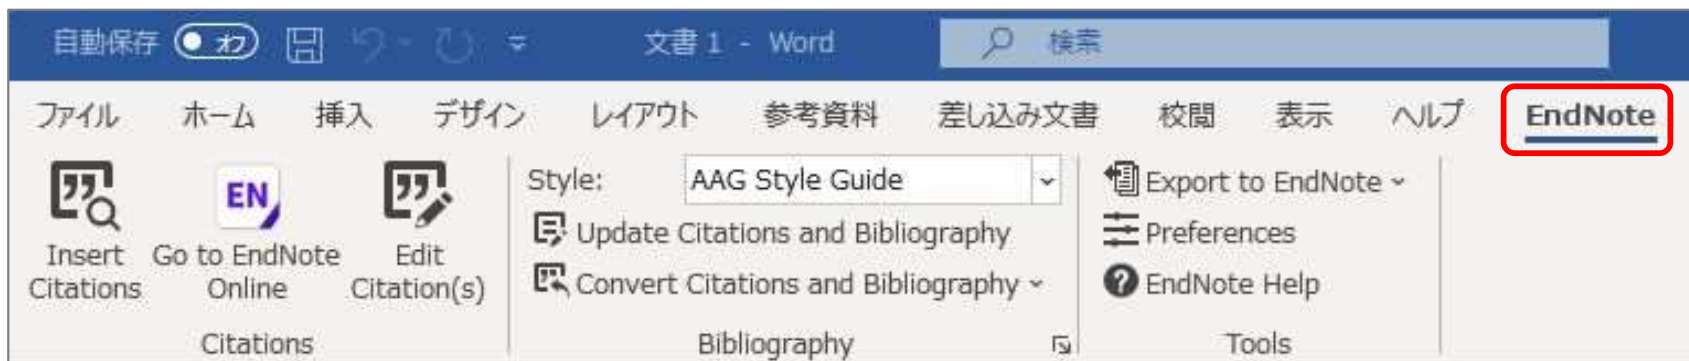 自動保存 オフ 文書 1 - Word 検索
ファイル ホーム 挿入 デザイン レイアウト 参考資料 差し込み文書 校閲 表示 ヘルプ EndNote
Insert Citations
EN Go to EndNote Online
Edit Citation(s)
Citations
Style: AAG Style Guide
Update Citations and Bibliography
Convert Citations and Bibliography
Bibliography
Export to EndNote
Preferences
EndNote Help
Tools